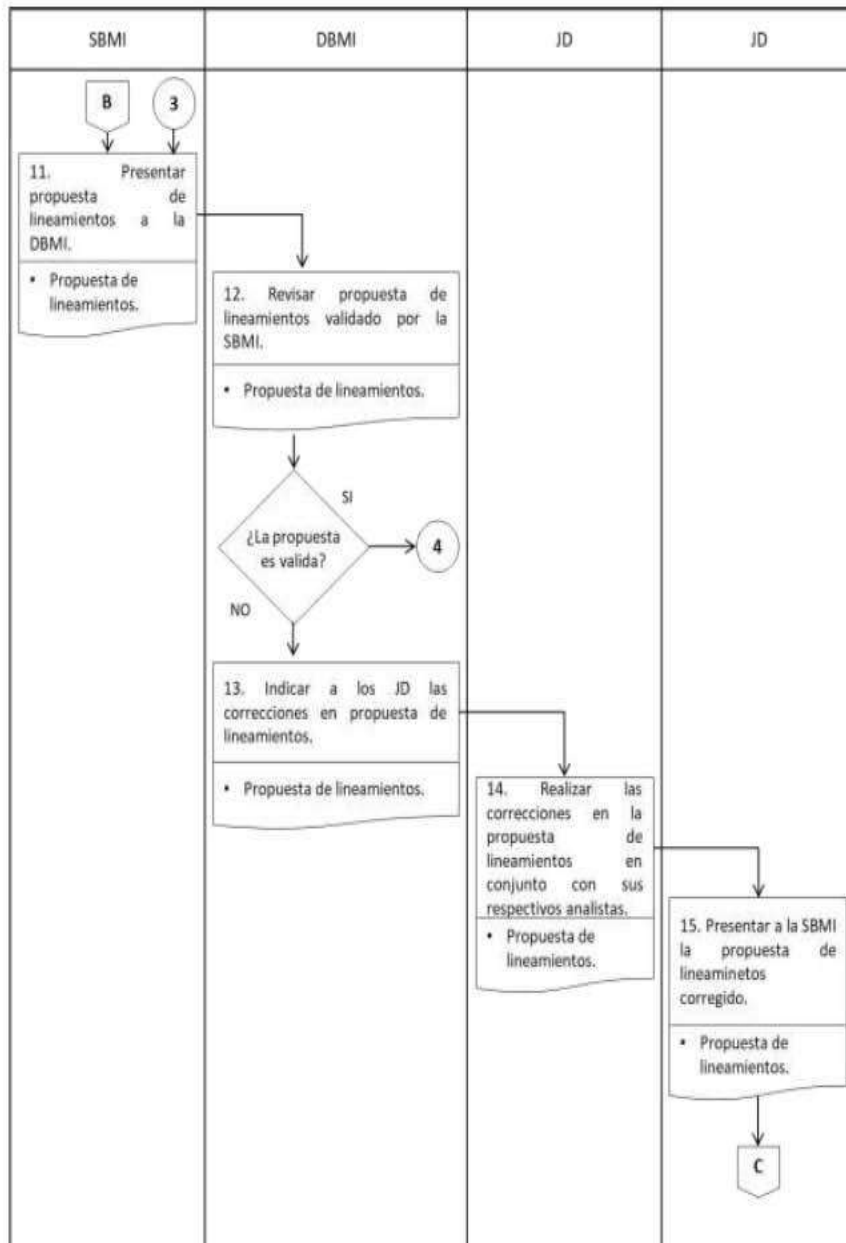 SBMI
DBMI
JD
JD
B
3
11. Presentar
propuesta de
lineamientos a la
DBMI.
• Propuesta de
lineamientos.
12. Revisar propuesta de
lineamientos validado por la
SBMI.
• Propuesta de lineamientos.
SI
¿La propuesta
es valida?
4
NO
13. Indicar a los JD las
correcciones en propuesta de
lineamientos.
• Propuesta de lineamientos.
14. Realizar las
correcciones en la
propuesta de
lineamientos en
conjunto con sus
respectivos analistas.
• Propuesta de
lineamientos.
15. Presentar a la SBMI
la propuesta de
lineaminetos
corregido.
• Propuesta de
lineamientos.
C